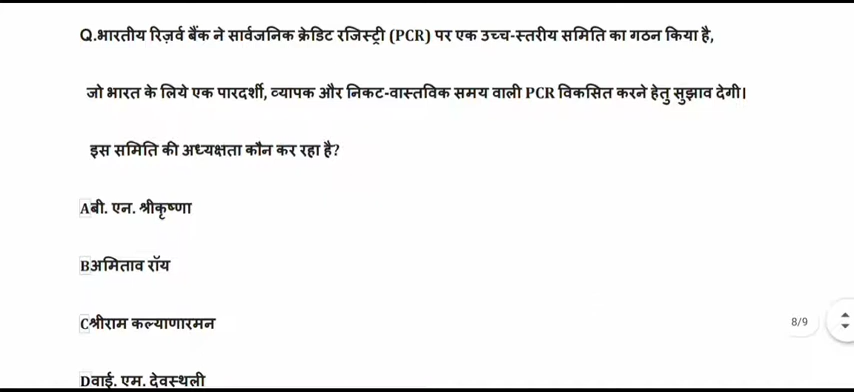 Q.भारतीय रिज़र्व बैंक ने सार्वजनिक क्रेडिट रजिस्ट्री (PCR) पर एक उच्च-स्तरीय समिति का गठन किया है,
जो भारत के लिये एक पारदर्शी, व्यापक और निकट-वास्तविक समय वाली PCR विकसित करने हेतु सुझाव देगी।
इस समिति की अध्यक्षता कौन कर रहा है?
Aबी. एन. श्रीकृष्णा
Bअमिताव रॉय
Cश्रीराम कल्याणारमन
8/9
Dवाई. एम. देवस्थली